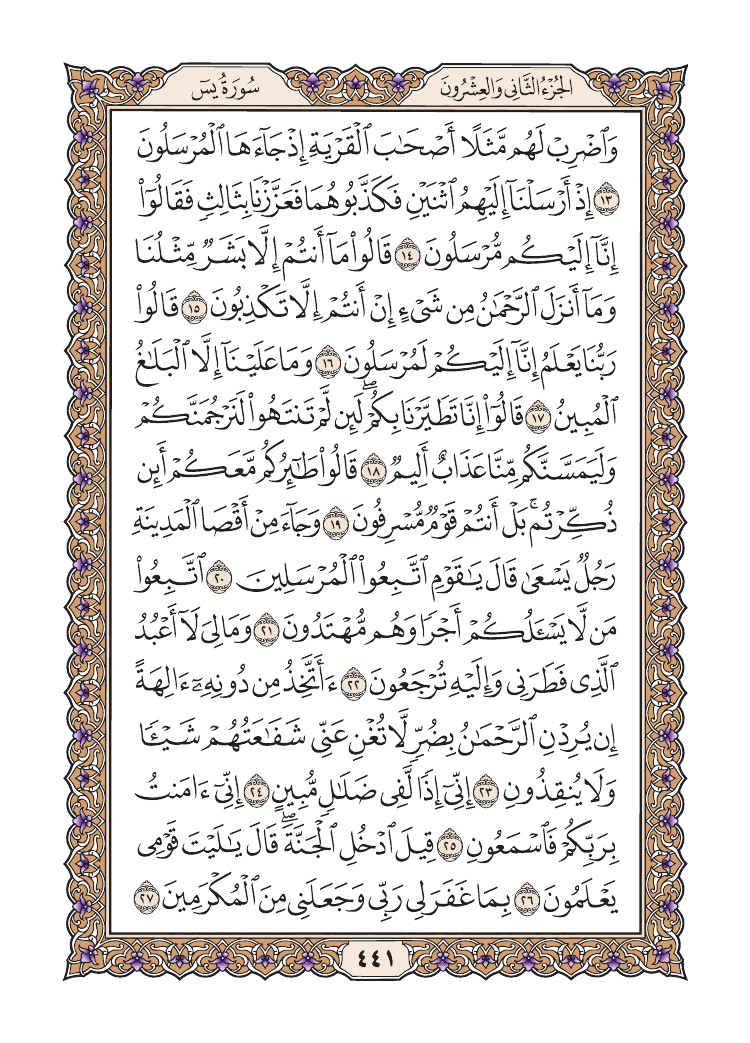 الجُزْءُ الثَّانِي وَالعِشْرُونَ
سُورَةُ يسٓ
وَٱضْرِبْ لَهُم مَّثَلًا أَصْحَٰبَ ٱلْقَرْيَةِ إِذْ جَآءَهَا ٱلْمُرْسَلُونَ
١٣ إِذْ أَرْسَلْنَآ إِلَيْهِمُ ٱثْنَيْنِ فَكَذَّبُوهُمَا فَعَزَّزْنَا بِثَالِثٍ فَقَالُوٓا۟
إِنَّآ إِلَيْكُم مُّرْسَلُونَ ١٤ قَالُوا۟ مَآ أَنتُمْ إِلَّا بَشَرٌ مِّثْلُنَا
وَمَآ أَنزَلَ ٱلرَّحْمَٰنُ مِن شَىْءٍ إِنْ أَنتُمْ إِلَّا تَكْذِبُونَ ١٥ قَالُوا۟
رَبُّنَا يَعْلَمُ إِنَّآ إِلَيْكُمْ لَمُرْسَلُونَ ١٦ وَمَا عَلَيْنَآ إِلَّا ٱلْبَلَٰغُ
ٱلْمُبِينُ ١٧ قَالُوٓا۟ إِنَّا تَطَيَّرْنَا بِكُمْ ۖ لَئِن لَّمْ تَنتَهُوا۟ لَنَرْجُمَنَّكُمْ
وَلَيَمَسَّنَّكُم مِّنَّا عَذَابٌ أَلِيمٌ ١٨ قَالُوا۟ طَٰٓئِرُكُم مَّعَكُمْ أَئِن
ذُكِّرْتُم ۚ بَلْ أَنتُمْ قَوْمٌ مُّسْرِفُونَ ١٩ وَجَآءَ مِنْ أَقْصَا ٱلْمَدِينَةِ
رَجُلٌ يَسْعَىٰ قَالَ يَٰقَوْمِ ٱتَّبِعُوا۟ ٱلْمُرْسَلِينَ ٢٠ ٱتَّبِعُوا۟
مَن لَّا يَسْـَٔلُكُمْ أَجْرًا وَهُم مُّهْتَدُونَ ٢١ وَمَا لِىَ لَآ أَعْبُدُ
ٱلَّذِى فَطَرَنِى وَإِلَيْهِ تُرْجَعُونَ ٢٢ ءَأَتَّخِذُ مِن دُونِهِۦٓ ءَالِهَةً
إِن يُرِدْنِ ٱلرَّحْمَٰنُ بِضُرٍّ لَّا تُغْنِ عَنِّى شَفَٰعَتُهُمْ شَيْـًٔا
وَلَا يُنقِذُونِ ٢٣ إِنِّىٓ إِذًا لَّفِى ضَلَٰلٍ مُّبِينٍ ٢٤ إِنِّىٓ ءَامَنتُ
بِرَبِّكُمْ فَٱسْمَعُونِ ٢٥ قِيلَ ٱدْخُلِ ٱلْجَنَّةَ ۖ قَالَ يَٰلَيْتَ قَوْمِى
يَعْلَمُونَ ٢٦ بِمَا غَفَرَ لِى رَبِّى وَجَعَلَنِى مِنَ ٱلْمُكْرَمِينَ ٢٧
٤٤١